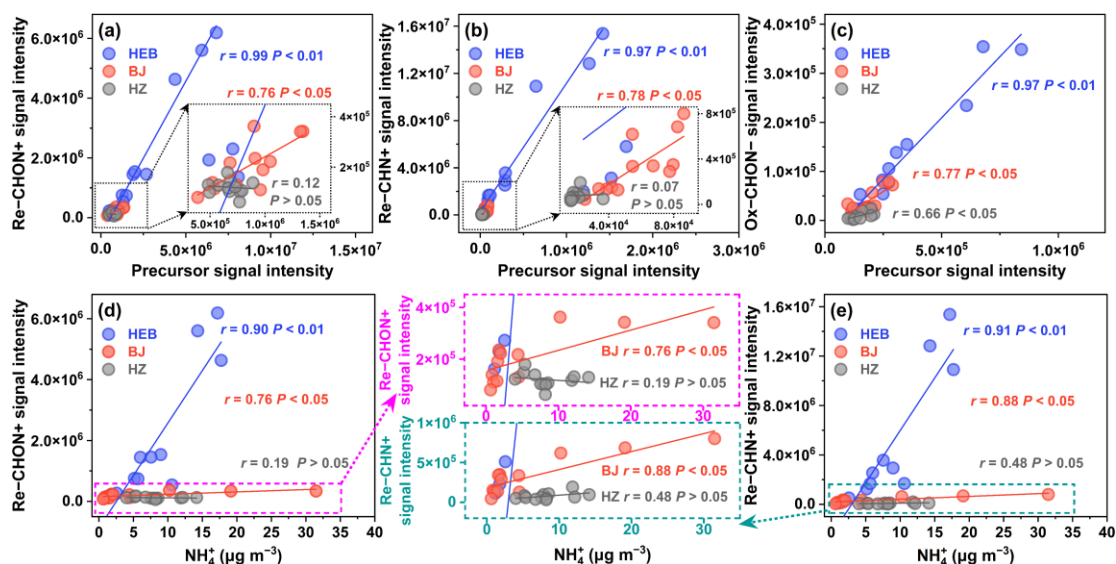 (a)
HEB
BJ
HZ
r = 0.99 P < 0.01
r = 0.76 P < 0.05
r = 0.12
P > 0.05
4×10⁵
2×10⁵
0.0
5.0×10⁵ 1.0×10⁶ 1.5×10⁶
6.0×10⁶
4.0×10⁶
2.0×10⁶
0.0
Re−CHON+ signal intensity
0.0 5.0×10⁶ 1.0×10⁷ 1.5×10⁷
Precursor signal intensity
(b)
r = 0.97 P < 0.01
r = 0.78 P < 0.05
r = 0.07
P > 0.05
8×10⁵
4×10⁵
0
4.0×10⁴ 8.0×10⁴
1.6×10⁷
1.2×10⁷
8.0×10⁶
4.0×10⁶
0.0
Re−CHN+ signal intensity
0.0 1.0×10⁶ 2.0×10⁶ 3.0×10⁶
Precursor signal intensity
(c)
HEB
BJ
HZ
r = 0.97 P < 0.01
r = 0.77 P < 0.05
r = 0.66 P < 0.05
4.0×10⁵
3.0×10⁵
2.0×10⁵
1.0×10⁵
0.0
Ox−CHON− signal intensity
0.0 5.0×10⁵ 1.0×10⁶
Precursor signal intensity
(d)
HEB
BJ
HZ
r = 0.90 P < 0.01
r = 0.76 P < 0.05
r = 0.19 P > 0.05
6.0×10⁶
4.0×10⁶
2.0×10⁶
0.0
Re−CHON+ signal intensity
0 5 10 15 20 25 30 35 40
NH₄⁺ (μg m⁻³)
Re−CHON+
signal intensity
4×10⁵
2×10⁵
BJ r = 0.76 P < 0.05
HZ r = 0.19 P > 0.05
0 10 20 30
Re−CHN+
signal intensity
1×10⁶
5×10⁵
0
BJ r = 0.88 P < 0.05
HZ r = 0.48 P > 0.05
0 10 20 30
(e)
HEB
BJ
HZ
r = 0.91 P < 0.01
r = 0.88 P < 0.05
r = 0.48 P > 0.05
1.6×10⁷
1.2×10⁷
8.0×10⁶
4.0×10⁶
0.0
Re−CHN+ signal intensity
0 5 10 15 20 25 30 35 40
NH₄⁺ (μg m⁻³)